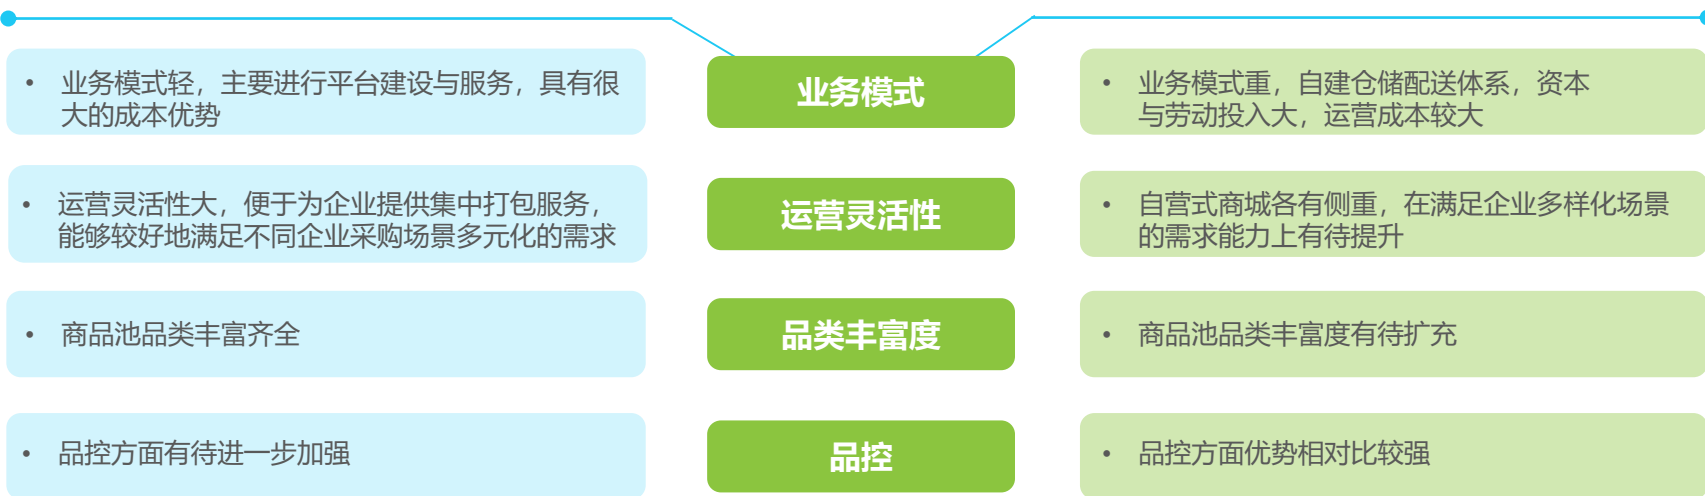 • 业务模式轻，主要进行平台建设与服务，具有很
大的成本优势
业务模式
• 业务模式重，自建仓储配送体系，资本
与劳动投入大，运营成本较大
• 运营灵活性大，便于为企业提供集中打包服务，
能够较好地满足不同企业采购场景多元化的需求
运营灵活性
• 自营式商城各有侧重，在满足企业多样化场景
的需求能力上有待提升
• 商品池品类丰富齐全
品类丰富度
• 商品池品类丰富度有待扩充
• 品控方面有待进一步加强
品控
• 品控方面优势相对比较强